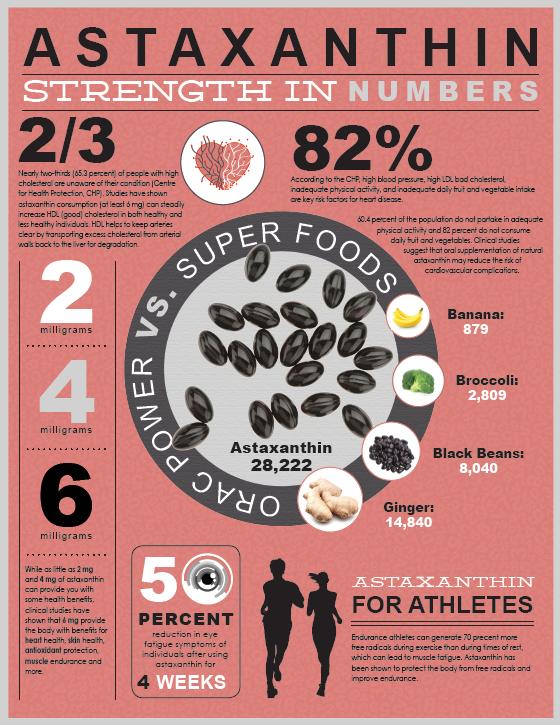 ASTAXANTHIN
STRENGTH IN NUMBERS
2/3
Nearly two-thirds (65.3 percent) of people with high
cholesterol are unaware of their condition (Centre
for Health Protection, CHP). Studies have shown
astaxanthin consumption (at least 6 mg) can steadily
increase HDL (good) cholesterol in both healthy and
less healthy individuals. HDL helps to keep arteries
clear by transporting excess cholesterol from arterial
walls back to the liver for degradation.
82%
According to the CHP, high blood pressure, high LDL bad cholesterol,
inadequate physical activity, and inadequate daily fruit and vegetable intake
are key risk factors for heart disease.
60.4 percent of the population do not partake in adequate
physical activity and 82 percent do not consume
daily fruit and vegetables. Clinical studies
suggest that oral supplementation of natural
astaxanthin may reduce the risk of
cardiovascular complications.
2
milligrams
4
milligrams
6
milligrams
While as little as 2 mg
and 4 mg of astaxanthin
can provide you with
some health benefits,
clinical studies have
shown that 6 mg provide
the body with benefits for
heart health, skin health,
antioxidant protection,
muscle endurance and
more.
ORAC POWER VS. SUPER FOODS
Banana:
879
Broccoli:
2,809
Black Beans:
8,040
Ginger:
14,840
Astaxanthin
28,222
50
PERCENT
reduction in eye
fatigue symptoms of
individuals after using
astaxanthin for
4 WEEKS
ASTAXANTHIN
FOR ATHLETES
Endurance athletes can generate 70 precent more
free radicals during exercise than during times of rest,
which can lead to muscle fatigue. Astaxanthin has
been shown to protect the body from free radicals and
improve endurance.